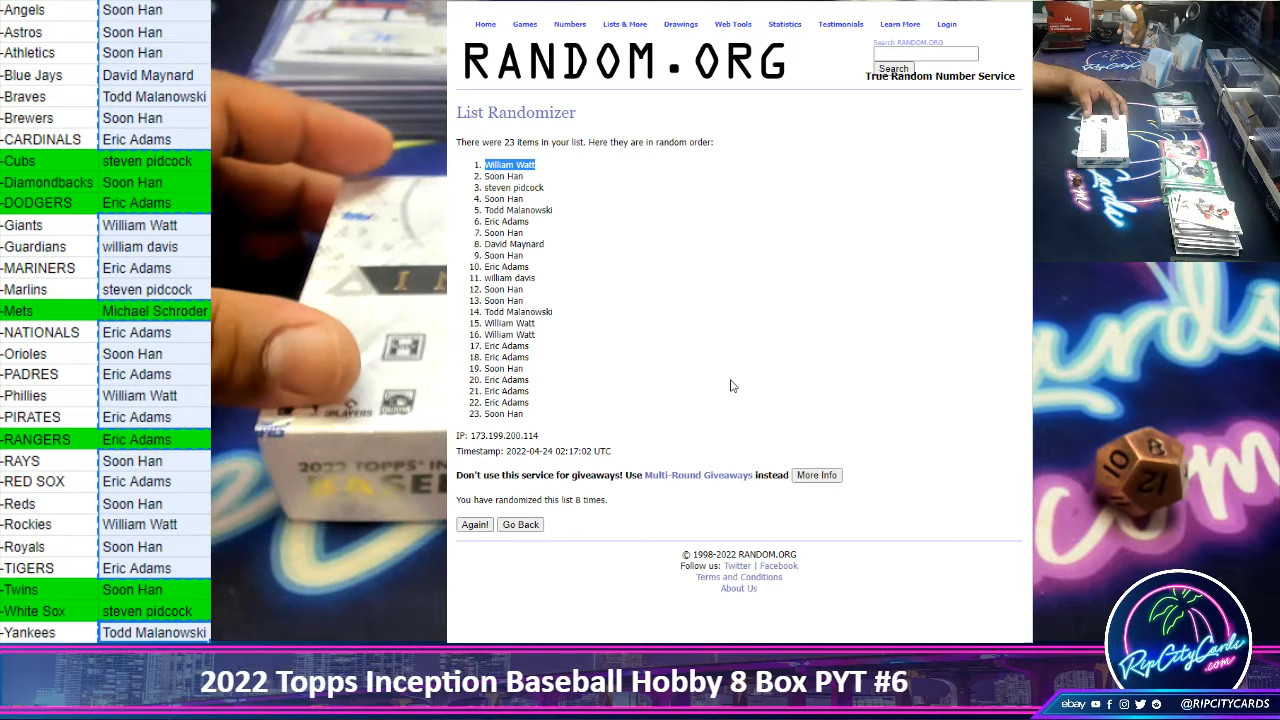 -Angels Soon Han
-Astros Soon Han
-Athletics Soon Han
-Blue Jays David Maynard
-Braves Todd Malanowski
-Brewers Soon Han
-CARDINALS Eric Adams
-Cubs steven pidcock
-Diamondbacks Soon Han
-DODGERS Eric Adams
-Giants William Watt
-Guardians william davis
-MARINERS Eric Adams
-Marlins steven pidcock
-Mets Michael Schroder
-NATIONALS Eric Adams
-Orioles Soon Han
-PADRES Eric Adams
-Phillies William Watt
-PIRATES Eric Adams
-RANGERS Eric Adams
-RAYS Soon Han
-RED SOX Eric Adams
-Reds Soon Han
-Rockies William Watt
-Royals Soon Han
-TIGERS Eric Adams
-Twins Soon Han
-White Sox steven pidcock
-Yankees Todd Malanowski
2022 TOPPS
Home Games Numbers Lists & More Drawings Web Tools Statistics Testimonials Learn More Login
RANDOM.ORG
Search RANDOM.ORG
Search
True Random Number Service
List Randomizer
There were 23 items in your list. Here they are in random order:
1. William Watt
2. Soon Han
3. steven pidcock
4. Soon Han
5. Todd Malanowski
6. Eric Adams
7. Soon Han
8. David Maynard
9. Soon Han
10. Eric Adams
11. william davis
12. Soon Han
13. Soon Han
14. Todd Malanowski
15. William Watt
16. William Watt
17. Eric Adams
18. Eric Adams
19. Soon Han
20. Eric Adams
21. Eric Adams
22. Eric Adams
23. Soon Han
IP: 173.199.200.114
Timestamp: 2022-04-24 02:17:02 UTC
Don't use this service for giveaways! Use Multi-Round Giveaways instead More Info
You have randomized this list 8 times.
Again! Go Back
© 1998-2022 RANDOM.ORG
Follow us: Twitter | Facebook
Terms and Conditions
About Us
10
12
RipCityCards
.com
2022 Topps Inception Baseball Hobby 8 Box PYT #6
ebay @RIPCITYCARDS